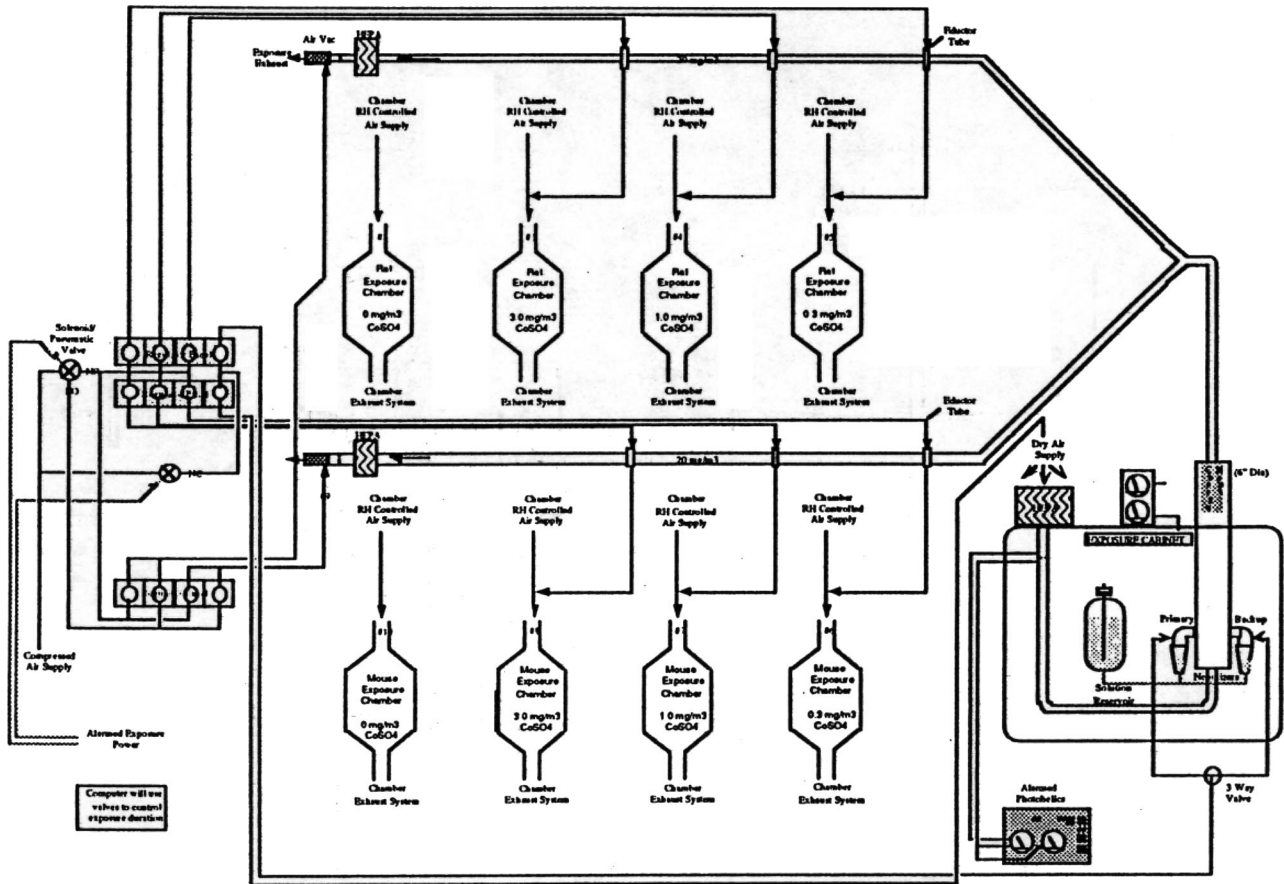 Air Vac
HEPA
Eductor
Tube
Exposure
Exhaust
20 mg/m3
Chamber
RH Controlled
Air Supply
Chamber
RH Controlled
Air Supply
Chamber
RH Controlled
Air Supply
Chamber
RH Controlled
Air Supply
Rat
Exposure
Chamber
0 mg/m3
CoSO4
#3
Rat
Exposure
Chamber
3.0 mg/m3
CoSO4
#4
Rat
Exposure
Chamber
1.0 mg/m3
CoSO4
Rat
Exposure
Chamber
0.3 mg/m3
CoSO4
Solenoid/
Pneumatic
Valve
Chamber
Exhaust System
Chamber
Exhaust System
Chamber
Exhaust System
Chamber
Exhaust System
Eductor
Tube
HEPA
20 mg/m3
NC
Dry Air
Supply
(6" Dia)
EXPOSURE CABINET
Chamber
RH Controlled
Air Supply
Chamber
RH Controlled
Air Supply
Chamber
RH Controlled
Air Supply
Chamber
RH Controlled
Air Supply
Primary
Backup
Nebulizers
Solution
Reservoir
#10
Mouse
Exposure
Chamber
0 mg/m3
CoSO4
Mouse
Exposure
Chamber
3.0 mg/m3
CoSO4
#7
Mouse
Exposure
Chamber
1.0 mg/m3
CoSO4
Mouse
Exposure
Chamber
0.3 mg/m3
CoSO4
Compressed
Air Supply
Alarmed Exposure
Power
Chamber
Exhaust System
Chamber
Exhaust System
Chamber
Exhaust System
Chamber
Exhaust System
Computer will use
valves to control
exposure duration
Alarmed
Photohelics
3 Way
Valve